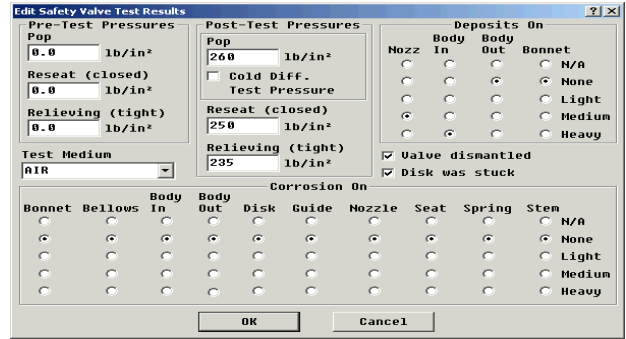 Edit Safety Valve Test Results
Pre-Test Pressures
Pop
0.0 lb/in²
Reseat (closed)
0.0 lb/in²
Relieving (tight)
0.0 lb/in²
Test Medium
AIR
Post-Test Pressures
Pop
260 lb/in²
Cold Diff.
Test Pressure
Reseat (closed)
250 lb/in²
Relieving (tight)
235 lb/in²
Deposits On
Body Body
Nozz In Out Bonnet
N/A
None
Light
Medium
Heavy
Valve dismantled
Disk was stuck
Corrosion On
Body Body
Bonnet Bellows In Out Disk Guide Nozzle Seat Spring Stem
N/A
None
Light
Medium
Heavy
OK Cancel